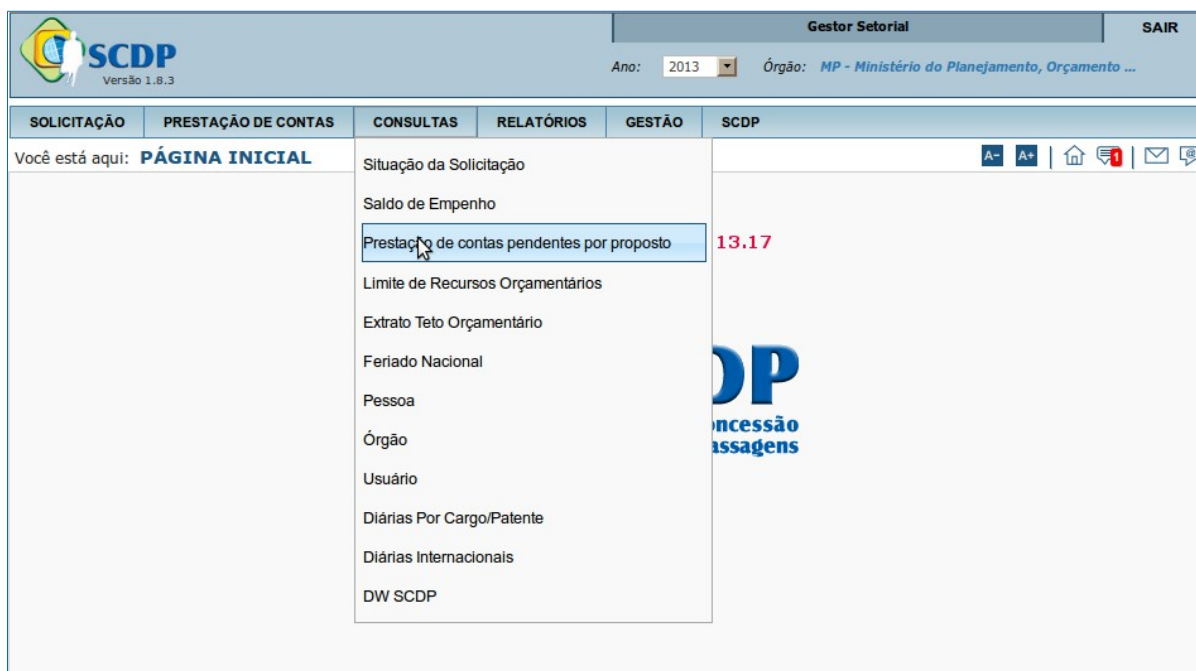 Gestor Setorial SAIR
SCDP
Versão 1.8.3
Ano: 2013 Órgão: MP - Ministério do Planejamento, Orçamento ...
SOLICITAÇÃO PRESTAÇÃO DE CONTAS CONSULTAS RELATÓRIOS GESTÃO SCDP
Você está aqui: PÁGINA INICIAL
A- A+ 1
Situação da Solicitação
Saldo de Empenho
Prestação de contas pendentes por proposto
13.17
Limite de Recursos Orçamentários
Extrato Teto Orçamentário
Feriado Nacional
Pessoa
Órgão
Usuário
Diárias Por Cargo/Patente
Diárias Internacionais
DW SCDP
DP
oncessão
assagens